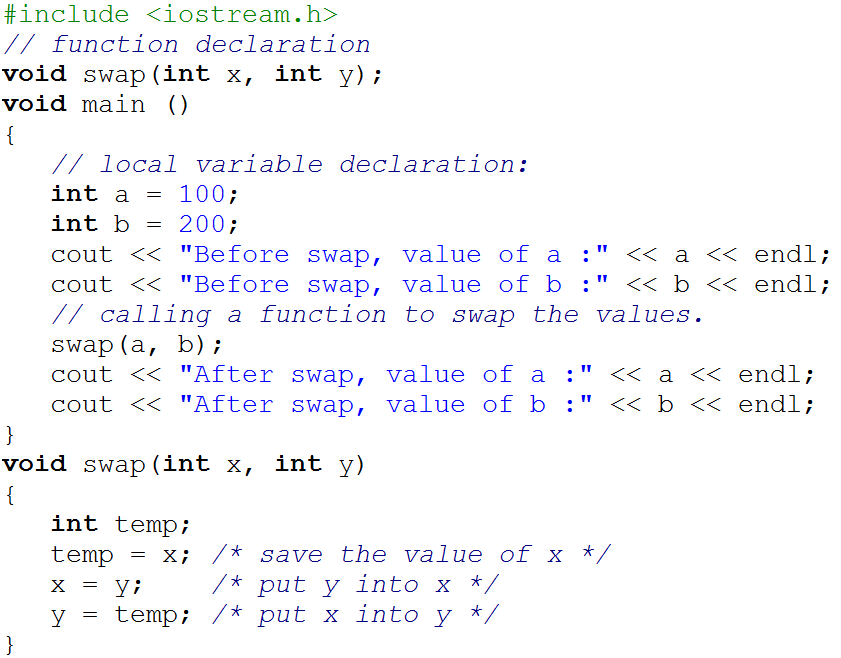 #include <iostream.h>
// function declaration
void swap(int x, int y);
void main ()
{
   // local variable declaration:
   int a = 100;
   int b = 200;
   cout << "Before swap, value of a :" << a << endl;
   cout << "Before swap, value of b :" << b << endl;
   // calling a function to swap the values.
   swap(a, b);
   cout << "After swap, value of a :" << a << endl;
   cout << "After swap, value of b :" << b << endl;
}
void swap(int x, int y)
{
   int temp;
   temp = x; /* save the value of x */
   x = y;    /* put y into x */
   y = temp; /* put x into y */
}